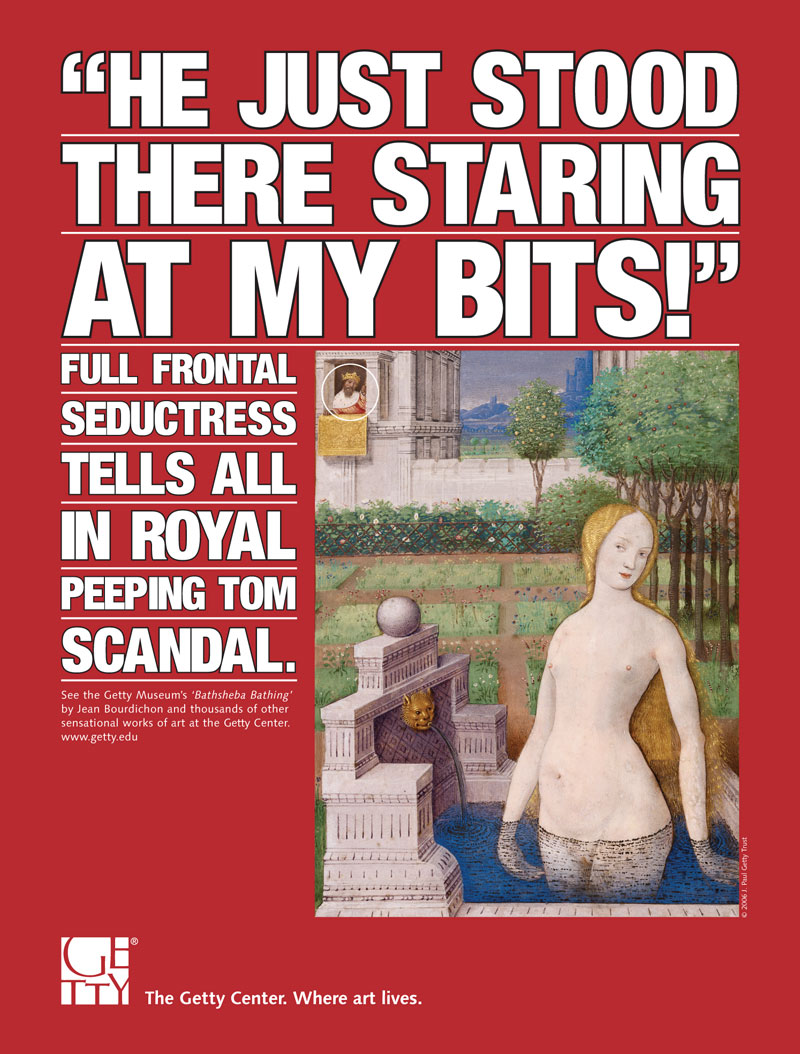 “HE JUST STOOD
THERE STARING
AT MY BITS!”
FULL FRONTAL
SEDUCTRESS
TELLS ALL
IN ROYAL
PEEPING TOM
SCANDAL.
See the Getty Museum's ‘Bathsheba Bathing’
by Jean Bourdichon and thousands of other
sensational works of art at the Getty Center.
www.getty.edu
© 2006 J. Paul Getty Trust
GE
TTY®
The Getty Center. Where art lives.